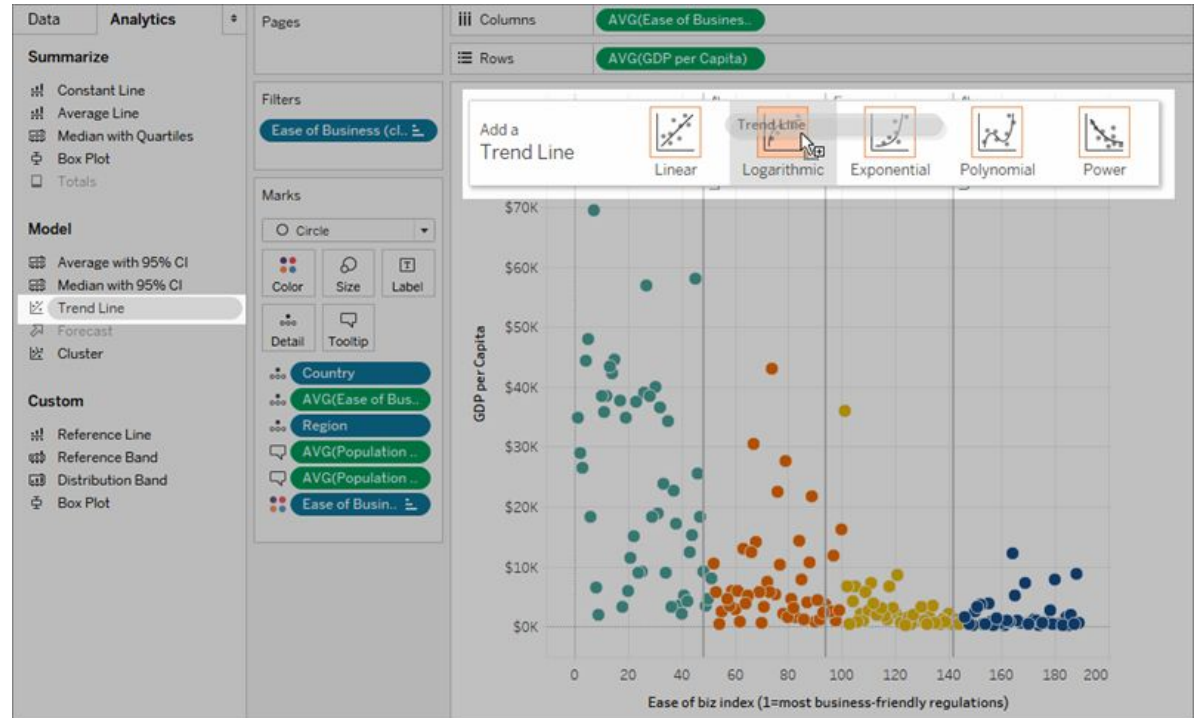 Data Analytics
Summarize
Constant Line
Average Line
Median with Quartiles
Box Plot
Totals
Model
Average with 95% CI
Median with 95% CI
Trend Line
Forecast
Cluster
Custom
Reference Line
Reference Band
Distribution Band
Box Plot
Pages
Filters
Ease of Business (cl..
Marks
Circle
Color Size Label
Detail Tooltip
Country
AVG(Ease of Bus..
Region
AVG(Population ..
AVG(Population ..
Ease of Busin..
Columns AVG(Ease of Busines..
Rows AVG(GDP per Capita)
Add a
Trend Line
Trend Line
Linear Logarithmic Exponential Polynomial Power
GDP per Capita
$70K
$60K
$50K
$40K
$30K
$20K
$10K
$0K
0 20 40 60 80 100 120 140 160 180 200
Ease of biz index (1=most business-friendly regulations)